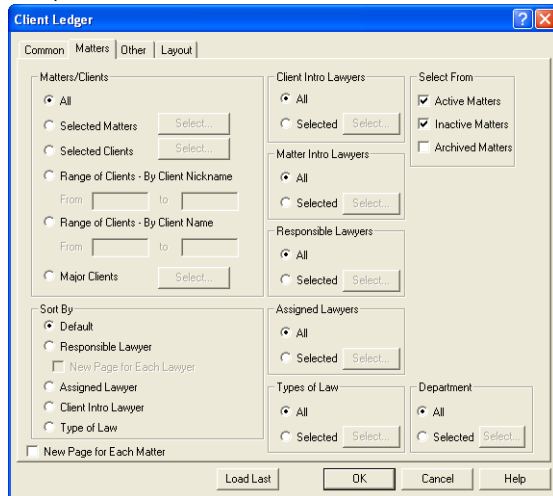 Client Ledger
Common Matters Other Layout
Matters/Clients
All
Selected Matters Select...
Selected Clients Select...
Range of Clients - By Client Nickname
From to
Range of Clients - By Client Name
From to
Major Clients Select...
Sort By
Default
Responsible Lawyer
New Page for Each Lawyer
Assigned Lawyer
Client Intro Lawyer
Type of Law
New Page for Each Matter
Client Intro Lawyers
All
Selected Select...
Matter Intro Lawyers
All
Selected Select...
Responsible Lawyers
All
Selected Select...
Assigned Lawyers
All
Selected Select...
Types of Law
All
Selected Select...
Select From
Active Matters
Inactive Matters
Archived Matters
Department
All
Selected Select...
Load Last OK Cancel Help